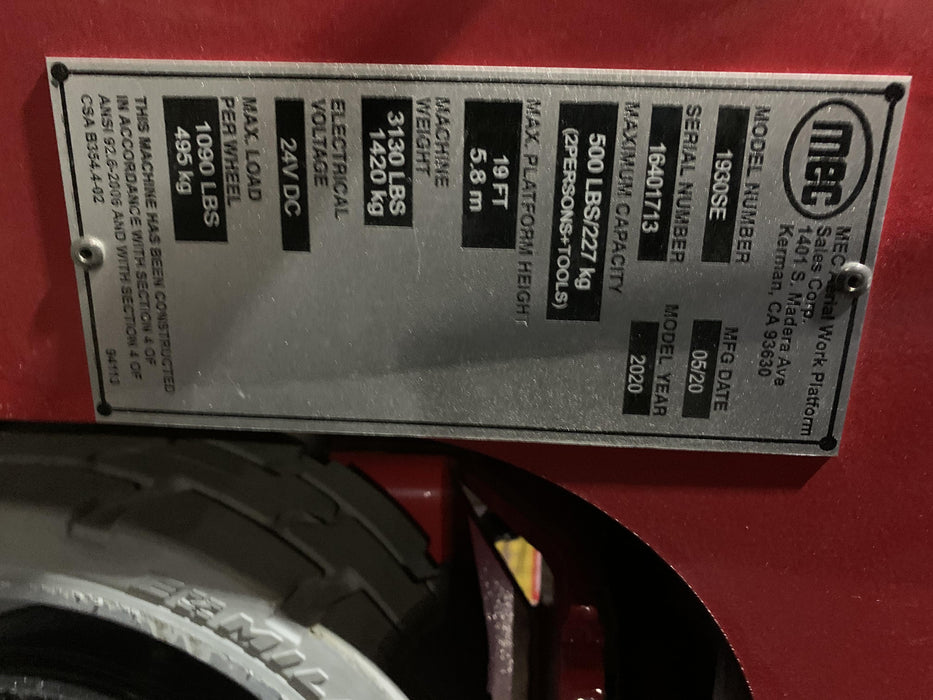 MEC
MEC Aerial Work Platform
Sales Corp.
1401 S. Madera Ave
Kerman, CA 93630
MODEL NUMBER
1930SE
MFG DATE
05/20
SERIAL NUMBER
16401713
MODEL YEAR
2020
MAXIMUM CAPACITY
500 LBS/227 kg
(2PERSONS+TOOLS)
MAX. PLATFORM HEIGHT
19 FT
5.8 m
MACHINE
WEIGHT
3130 LBS
1420 kg
ELECTRICAL
VOLTAGE
24V DC
MAX. LOAD
PER WHEEL
1090 LBS
495 kg
THIS MACHINE HAS BEEN CONSTRUCTED
IN ACCORDANCE WITH SECTION 4 OF
ANSI 92.6-2006 AND WITH SECTION 4 OF
CSA B354.4-02
94113